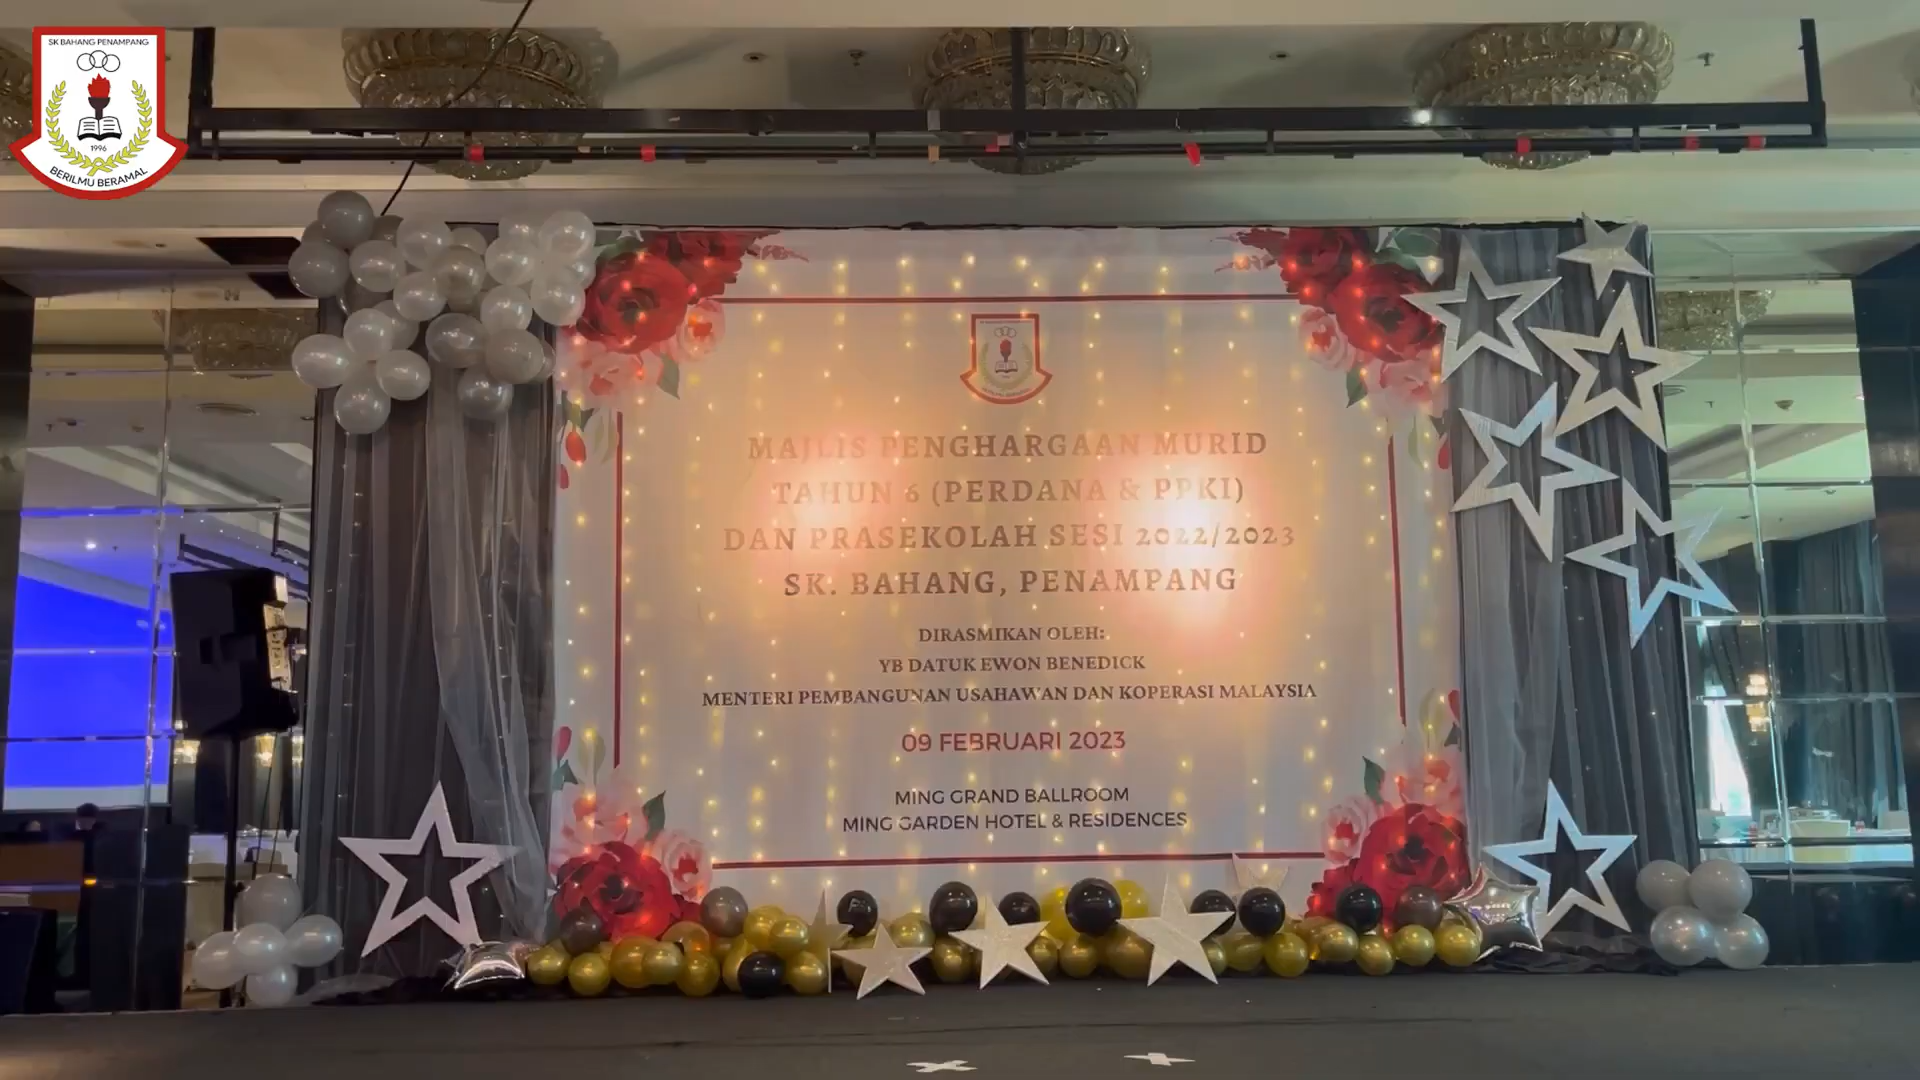 SK BAHANG PENAMPANG
1996
BERILMU BERAMAL
MAJLIS PENGHARGAAN MURID
TAHUN 6 (PERDANA & PPKI)
DAN PRASEKOLAH SESI 2022/2023
SK. BAHANG, PENAMPANG
DIRASMIKAN OLEH:
YB DATUK EWON BENEDICK
MENTERI PEMBANGUNAN USAHAWAN DAN KOPERASI MALAYSIA
09 FEBRUARI 2023
MING GRAND BALLROOM
MING GARDEN HOTEL & RESIDENCES